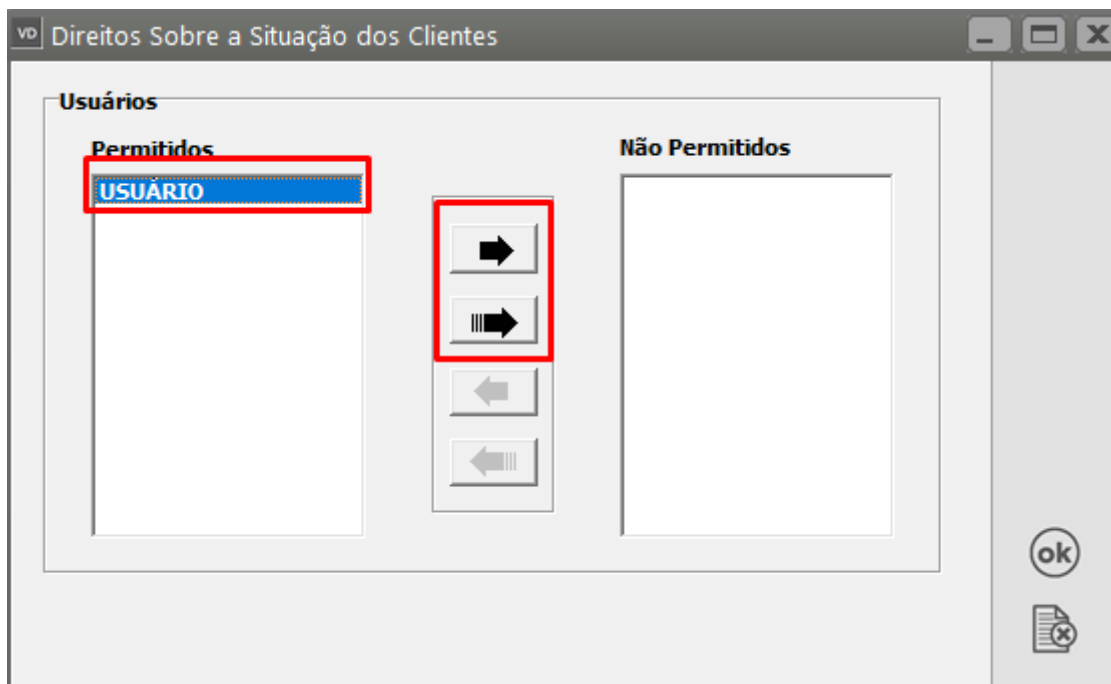 VD Direitos Sobre a Situação dos Clientes
Usuários
Permitidos
Não Permitidos
USUÁRIO
ok